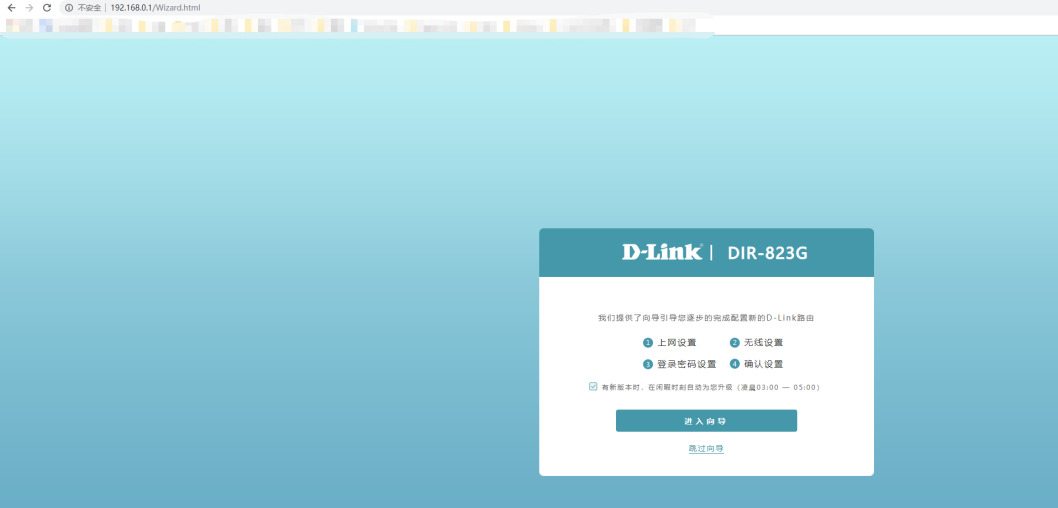 不安全 | 192.168.0.1/Wizard.html
D-Link | DIR-823G
我们提供了向导引导您逐步的完成配置新的D-Link路由
1 上网设置 2 无线设置
3 登录密码设置 4 确认设置
有新版本时，在闲暇时刻自动为您升级 (凌晨03:00 — 05:00)
进入向导
跳过向导